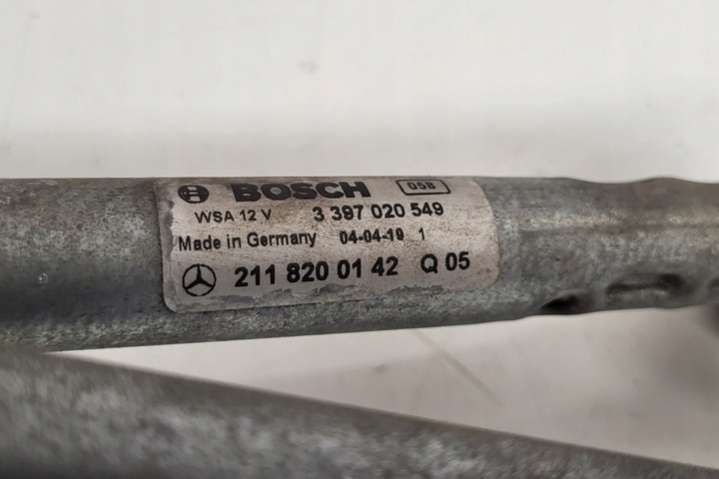 BOSCH 05B
WSA 12 V 3 397 020 549
Made in Germany 04-04-19 1
211 820 01 42 Q 05